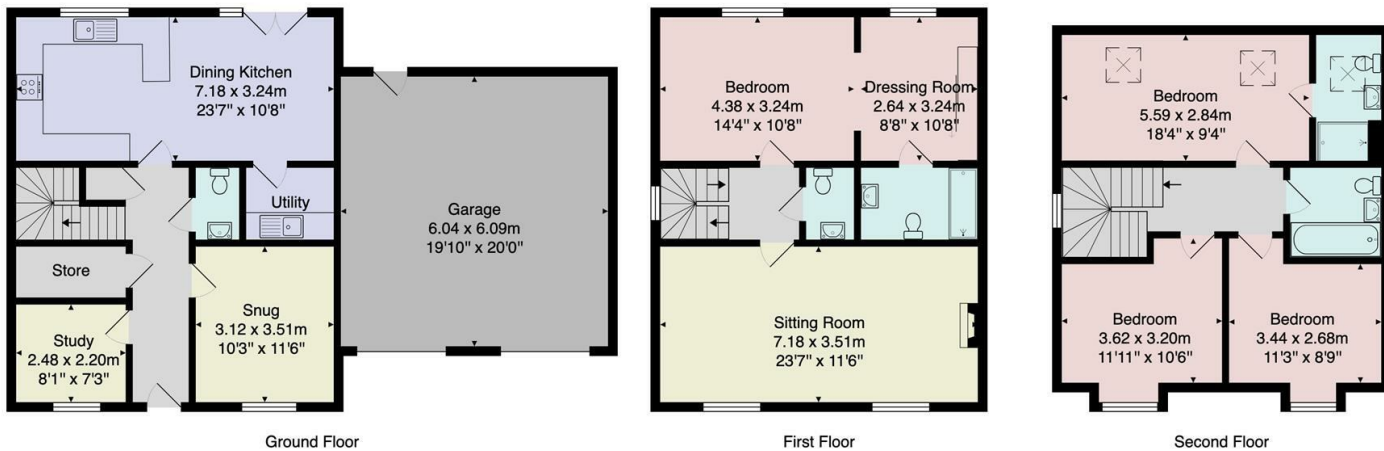 Dining Kitchen
7.18 x 3.24m
23'7" x 10'8"
Utility
Garage
6.04 x 6.09m
19'10" x 20'0"
Store
Snug
3.12 x 3.51m
10'3" x 11'6"
Study
2.48 x 2.20m
8'1" x 7'3"
Ground Floor
Bedroom
4.38 x 3.24m
14'4" x 10'8"
Dressing Room
2.64 x 3.24m
8'8" x 10'8"
Sitting Room
7.18 x 3.51m
23'7" x 11'6"
First Floor
Bedroom
5.59 x 2.84m
18'4" x 9'4"
Bedroom
3.62 x 3.20m
11'11" x 10'6"
Bedroom
3.44 x 2.68m
11'3" x 8'9"
Second Floor